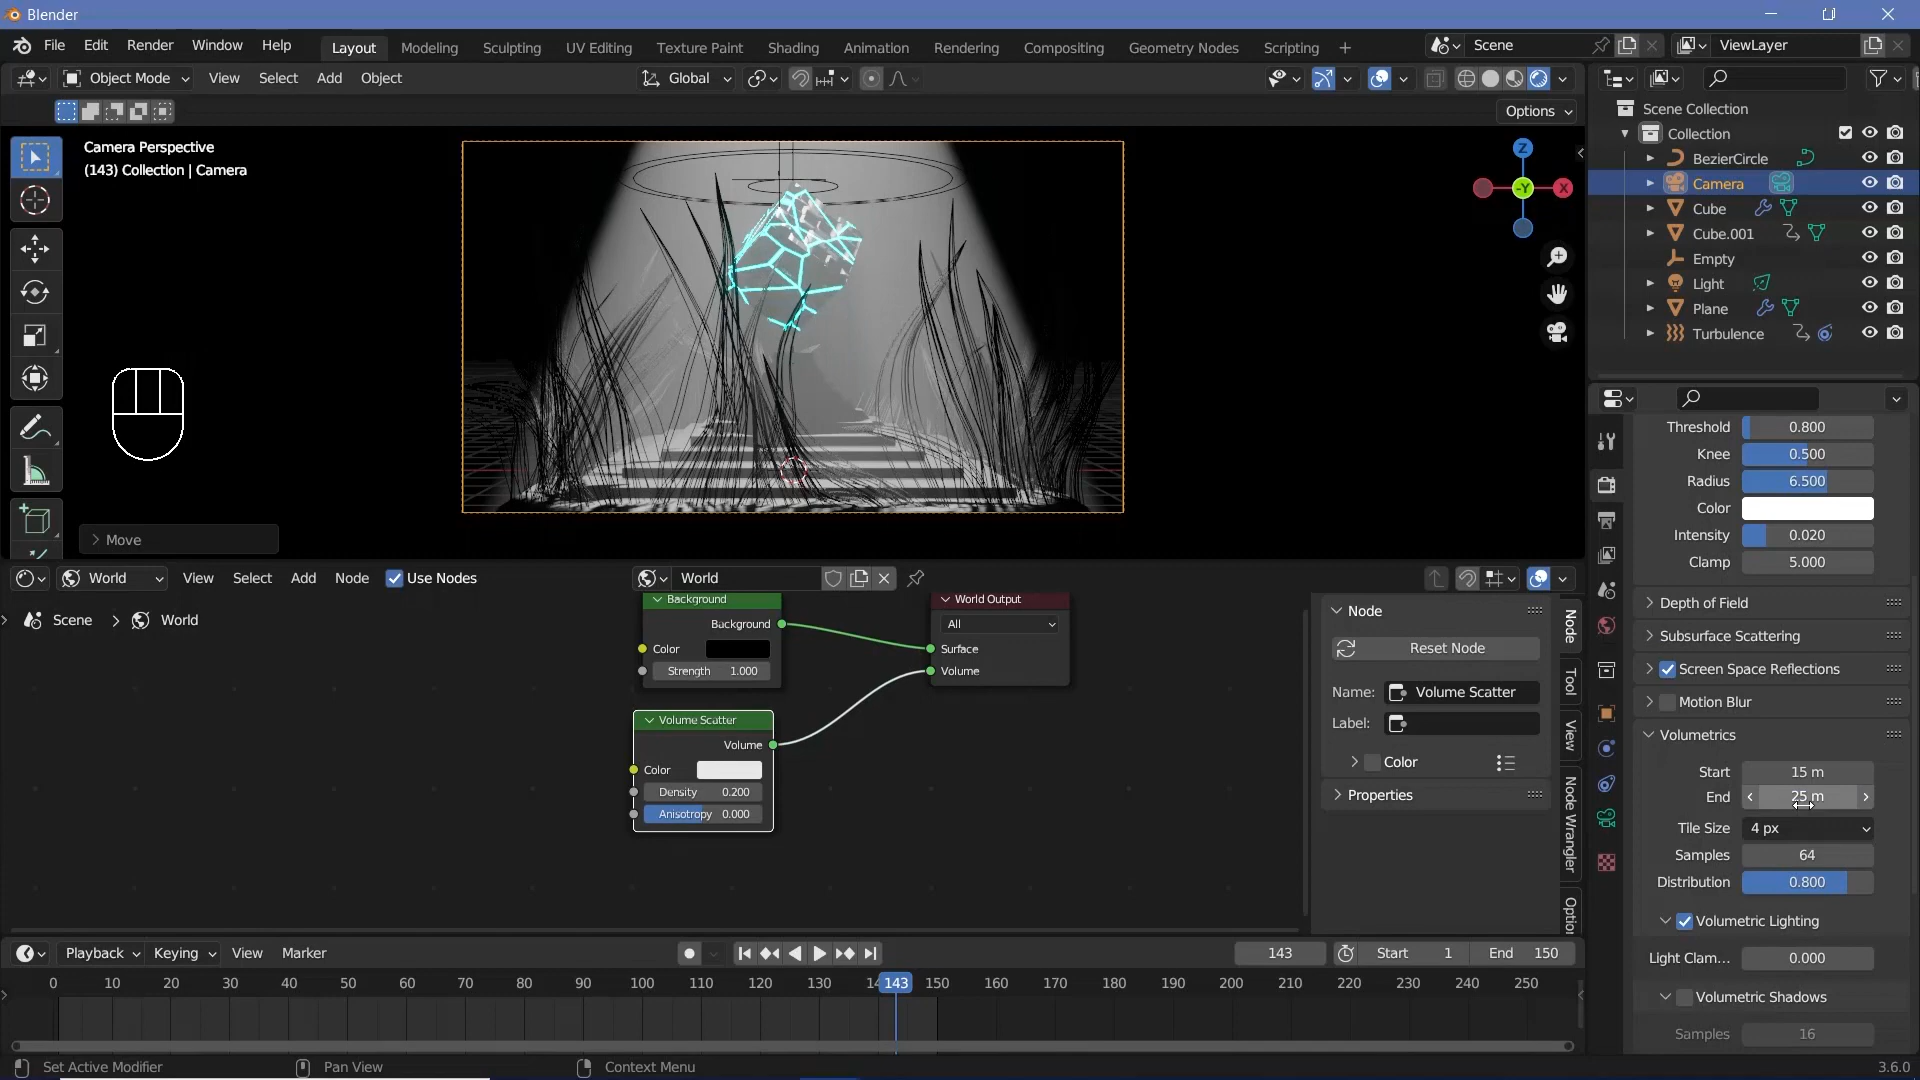 Blender
File Edit Render Window Help Layout Modeling Sculpting UV Editing Texture Paint Shading Animation Rendering Compositing Geometry Nodes Scripting + Scene ViewLayer
Object Mode View Select Add Object Global
Options
Camera Perspective
(143) Collection | Camera
Z
-Y X
Move
Scene Collection
Collection
BezierCircle
Camera
Cube
Cube.001
Empty
Light
Plane
Turbulence
Threshold 0.800
Knee 0.500
Radius 6.500
Color
Intensity 0.020
Clamp 5.000
Depth of Field
Subsurface Scattering
Screen Space Reflections
Motion Blur
Volumetrics
Start 15 m
End 25 m
Tile Size 4 px
Samples 64
Distribution 0.800
Volumetric Lighting
Light Clam... 0.000
Volumetric Shadows
Samples 16
World View Select Add Node Use Nodes World
Scene > World
Background
Background
Color
Strength 1.000
World Output
All
Surface
Volume
Volume Scatter
Volume
Color
Density 0.200
Anisotropy 0.000
Node
Reset Node
Name: Volume Scatter
Label:
Color
Properties
Node
Tool
View
Node Wrangler
Optio
Playback Keying View Marker 143 Start 1 End 150
0 10 20 30 40 50 60 70 80 90 100 110 120 130 14 143 150 160 170 180 190 200 210 220 230 240 250
Set Active Modifier Pan View Context Menu 3.6.0